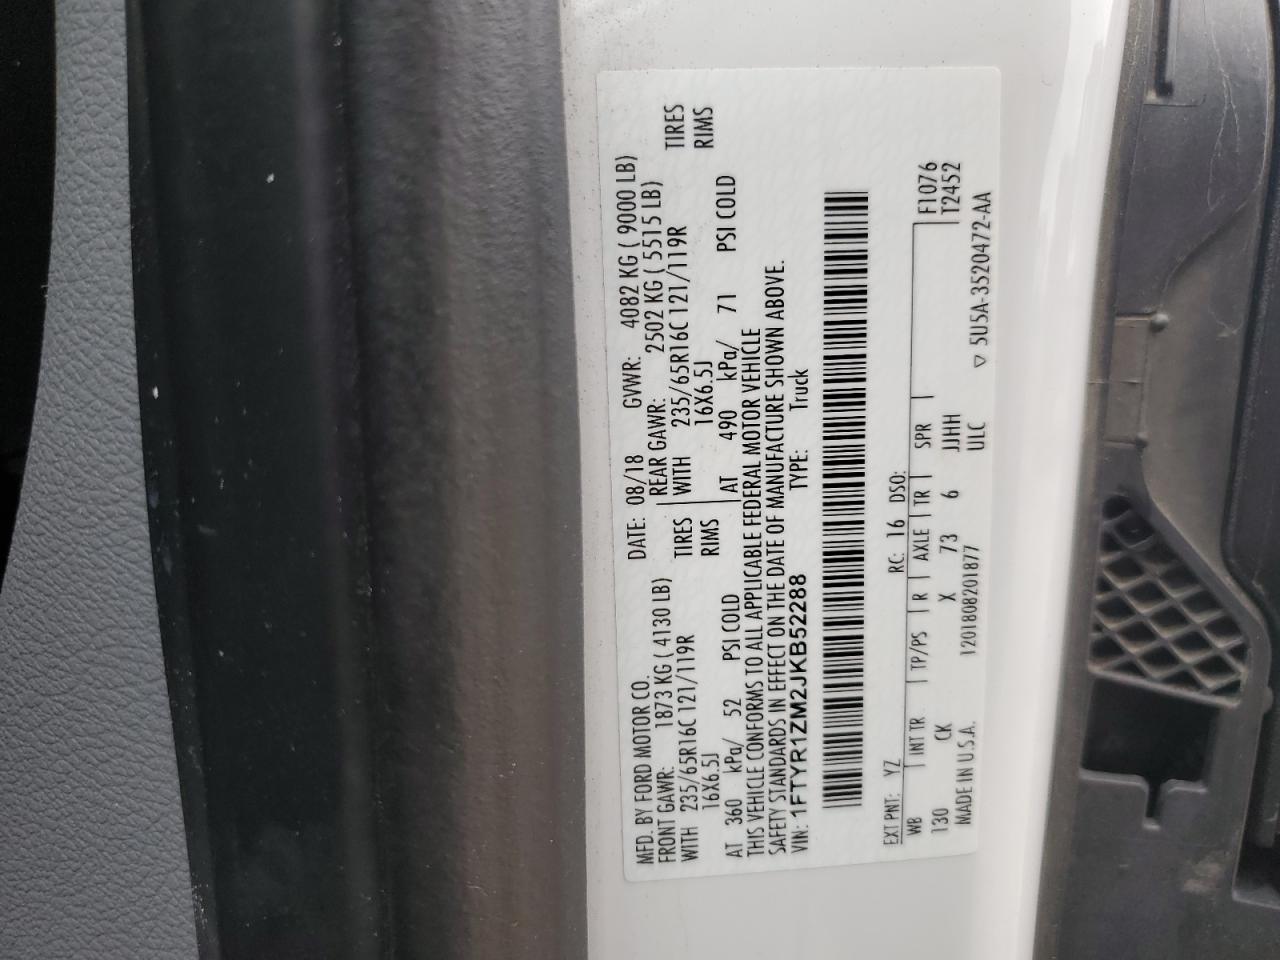 MFD. BY FORD MOTOR CO. DATE: 08/18 GVWR: 4082 KG ( 9000 LB)
FRONT GAWR: 1873 KG ( 4130 LB) REAR GAWR: 2502 KG ( 5515 LB)
WITH 235/65R16C 121/119R TIRES WITH 235/65R16C 121/119R TIRES
16X6.5J RIMS 16X6.5J RIMS
AT 360 kPa/ 52 PSI COLD AT 490 kPa/ 71 PSI COLD
THIS VEHICLE CONFORMS TO ALL APPLICABLE FEDERAL MOTOR VEHICLE
SAFETY STANDARDS IN EFFECT ON THE DATE OF MANUFACTURE SHOWN ABOVE.
VIN: 1FTYR1ZM2JKB52288 TYPE: Truck
EXT PNT: YZ RC: 16 DSO:
WB INT TR TP/PS R AXLE TR SPR F1076
130 CK X 73 6 JJHH T2452
MADE IN U.S.A. 1201808201877 ULC
▽ 5U5A-3520472-AA